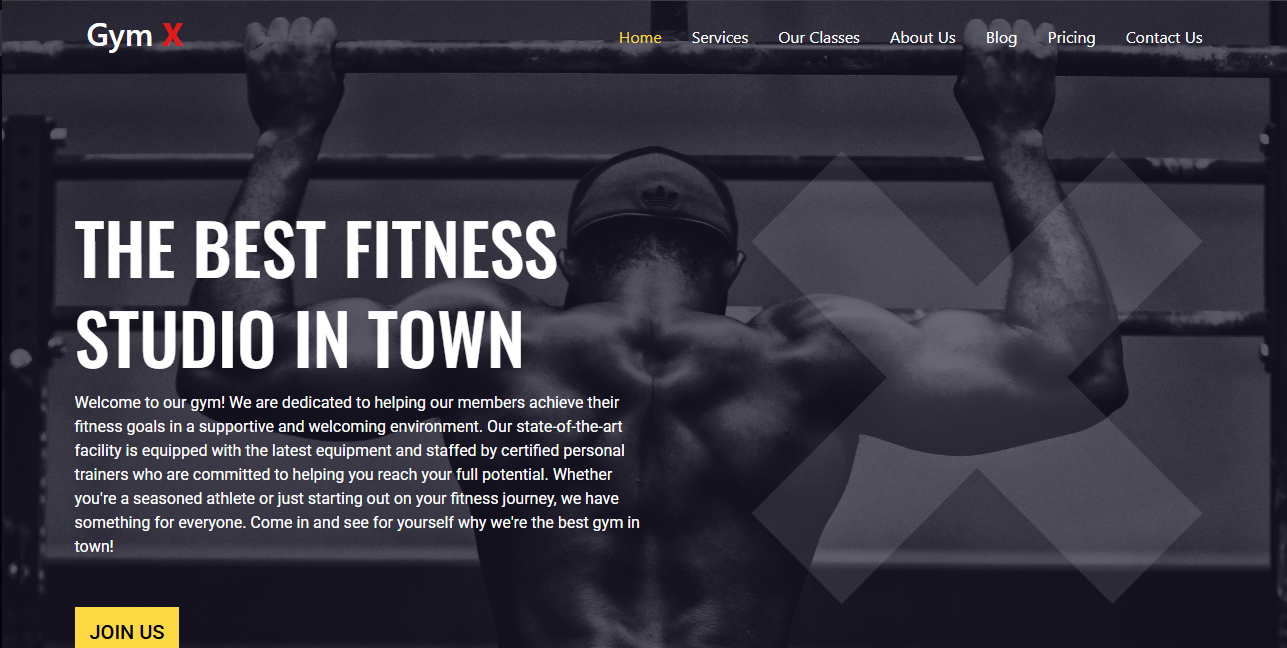 Gym X
Home Services Our Classes About Us Blog Pricing Contact Us
THE BEST FITNESS
STUDIO IN TOWN
Welcome to our gym! We are dedicated to helping our members achieve their
fitness goals in a supportive and welcoming environment. Our state-of-the-art
facility is equipped with the latest equipment and staffed by certified personal
trainers who are committed to helping you reach your full potential. Whether
you're a seasoned athlete or just starting out on your fitness journey, we have
something for everyone. Come in and see for yourself why we're the best gym in
town!
JOIN US